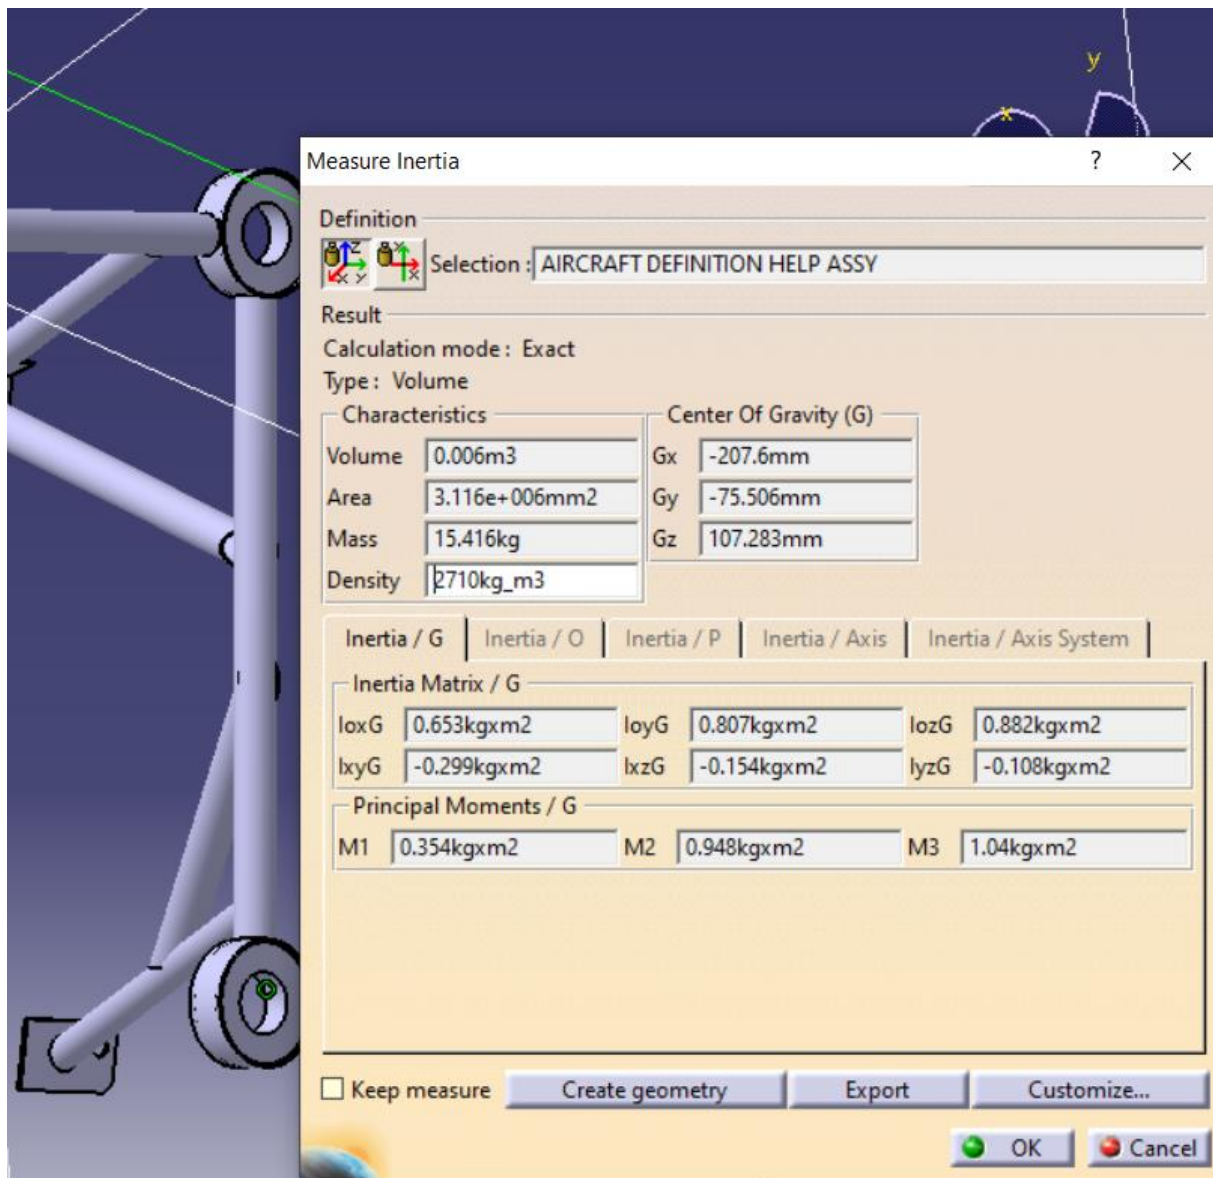 y
x
Measure Inertia ? X
Definition
Selection : AIRCRAFT DEFINITION HELP ASSY
Result
Calculation mode : Exact
Type : Volume
Characteristics Center Of Gravity (G)
Volume 0.006m3 Gx -207.6mm
Area 3.116e+006mm2 Gy -75.506mm
Mass 15.416kg Gz 107.283mm
Density 2710kg_m3
Inertia / G Inertia / O Inertia / P Inertia / Axis Inertia / Axis System
Inertia Matrix / G
IoxG 0.653kgxm2 IoyG 0.807kgxm2 IozG 0.882kgxm2
IxyG -0.299kgxm2 IxzG -0.154kgxm2 IyzG -0.108kgxm2
Principal Moments / G
M1 0.354kgxm2 M2 0.948kgxm2 M3 1.04kgxm2
Keep measure Create geometry Export Customize...
OK Cancel